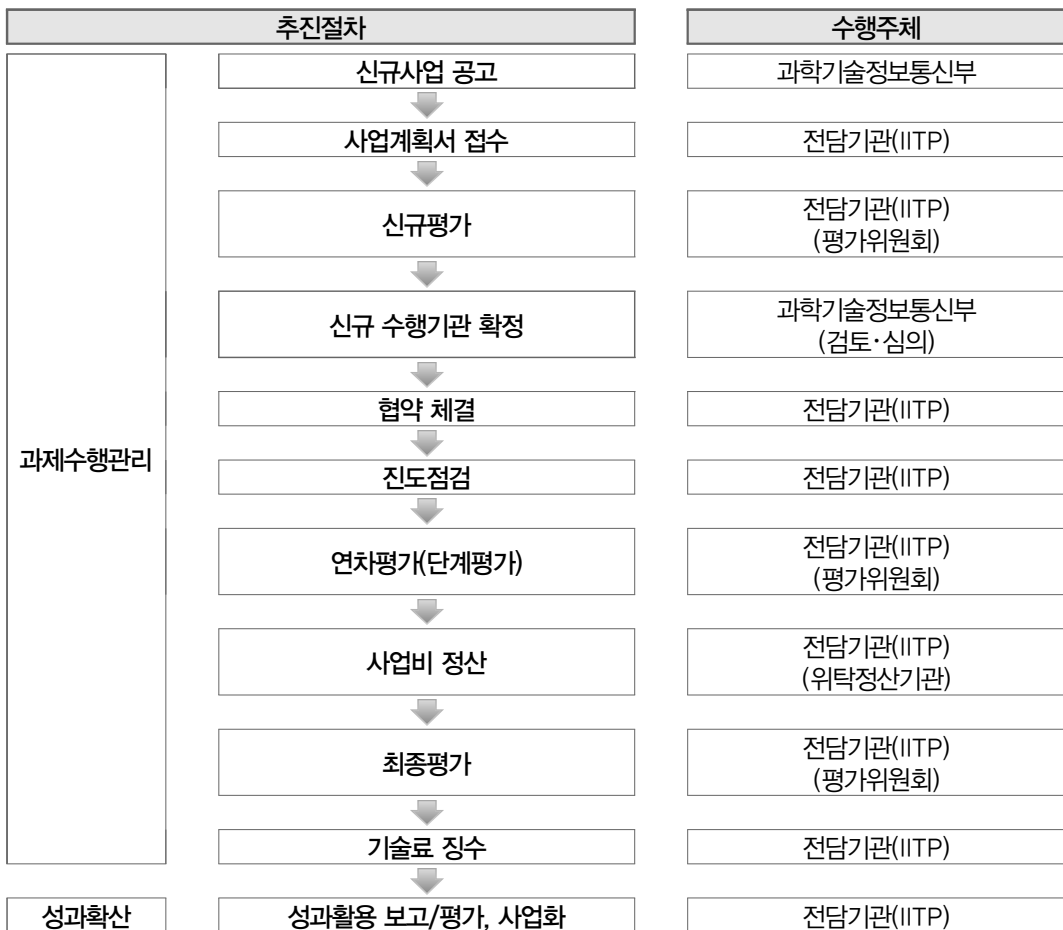 추진절차 수행주체
신규사업 공고 과학기술정보통신부
사업계획서 접수 전담기관(IITP)
신규평가 전담기관(IITP)
(평가위원회)
신규 수행기관 확정 과학기술정보통신부
(검토·심의)
협약 체결 전담기관(IITP)
과제수행관리
진도점검 전담기관(IITP)
연차평가(단계평가) 전담기관(IITP)
(평가위원회)
사업비 정산 전담기관(IITP)
(위탁정산기관)
최종평가 전담기관(IITP)
(평가위원회)
기술료 징수 전담기관(IITP)
성과확산 성과활용 보고/평가, 사업화 전담기관(IITP)